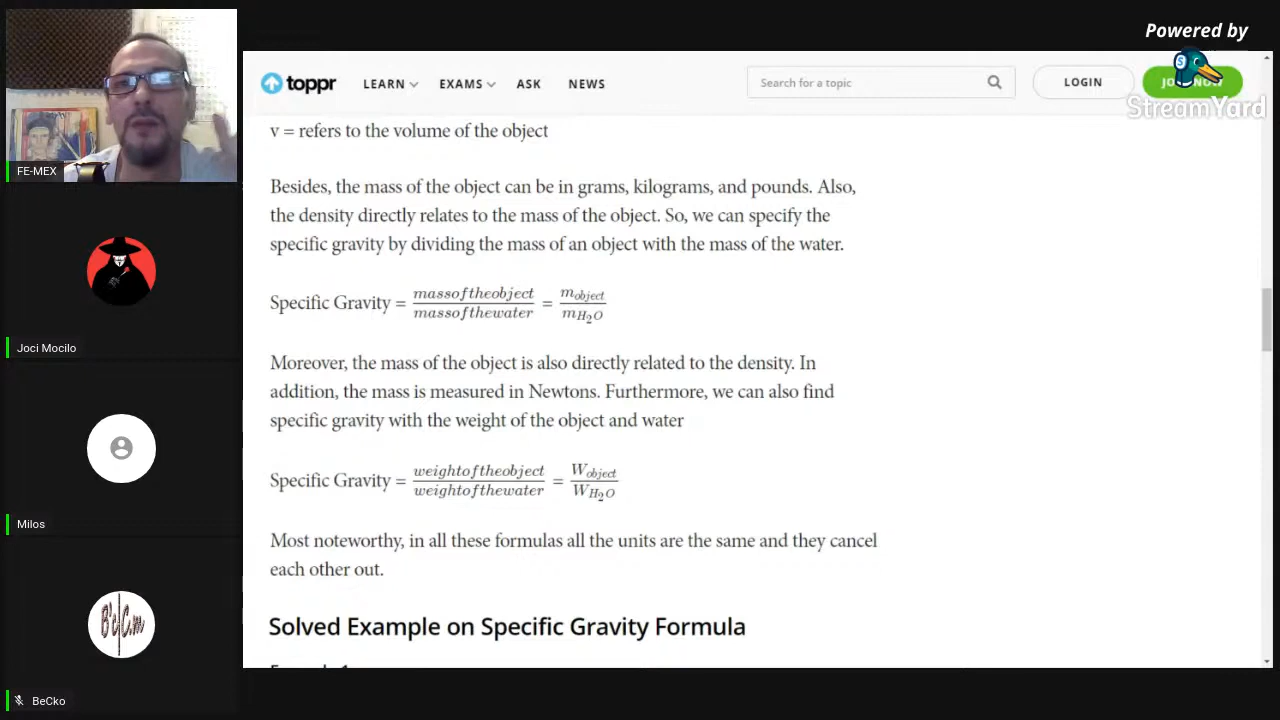 Powered by
StreamYard
FE-MEX
Joci Mocilo
Milos
BeCko
toppr
LEARN
EXAMS
ASK
NEWS
Search for a topic
LOGIN
v = refers to the volume of the object
Besides, the mass of the object can be in grams, kilograms, and pounds. Also,
the density directly relates to the mass of the object. So, we can specify the
specific gravity by dividing the mass of an object with the mass of the water.
Specific Gravity = massoftheobject/massofthewater = m_object/m_H₂O
Moreover, the mass of the object is also directly related to the density. In
addition, the mass is measured in Newtons. Furthermore, we can also find
specific gravity with the weight of the object and water
Specific Gravity = weightoftheobject/weightofthewater = W_object/W_H₂O
Most noteworthy, in all these formulas all the units are the same and they cancel
each other out.
Solved Example on Specific Gravity Formula